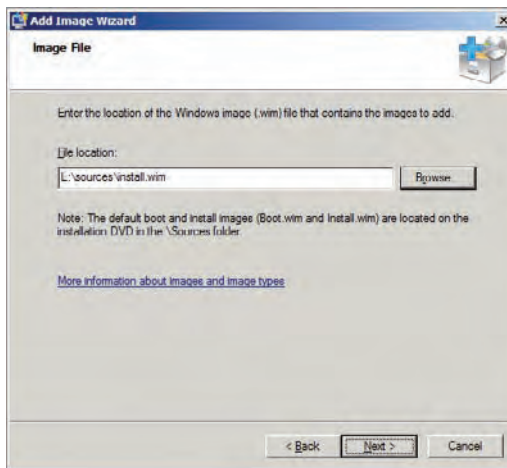 Add Image Wizard
Image File
Enter the location of the Windows image (.wim) file that contains the images to add.
File location:
E:\sources\install.wim
Browse...
Note: The default boot and install images (Boot.wim and Install.wim) are located on the
installation DVD in the \Sources folder.
More information about images and image types
< Back
Next >
Cancel